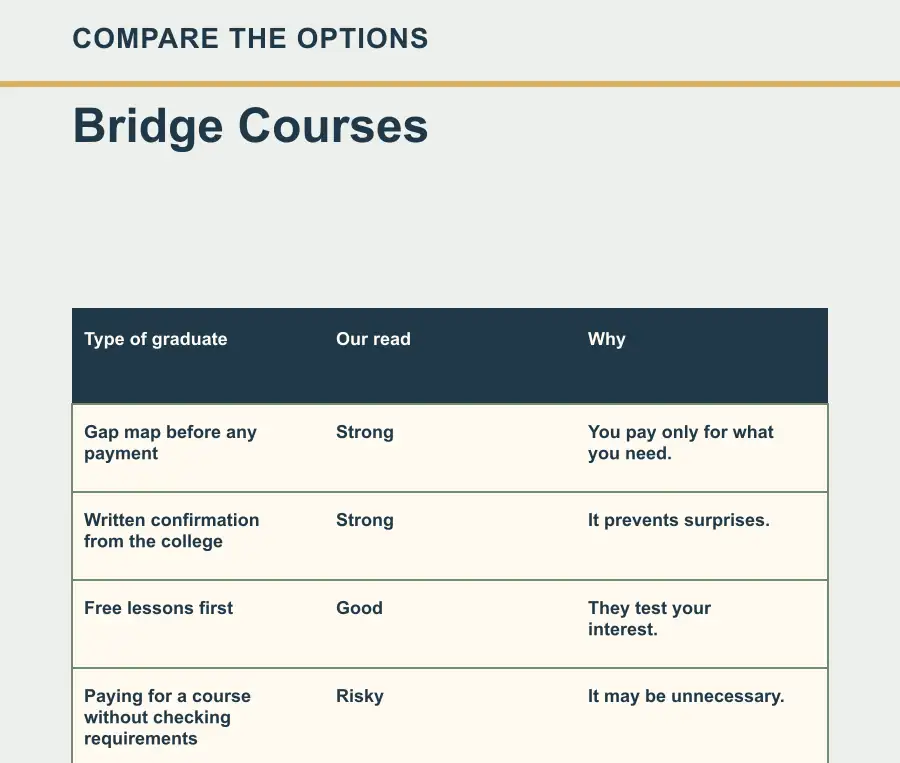 COMPARE THE OPTIONS
Bridge Courses
Type of graduate
Our read
Why
Gap map before any
payment
Strong
You pay only for what
you need.
Written confirmation
from the college
Strong
It prevents surprises.
Free lessons first
Good
They test your
interest.
Paying for a course
without checking
requirements
Risky
It may be unnecessary.